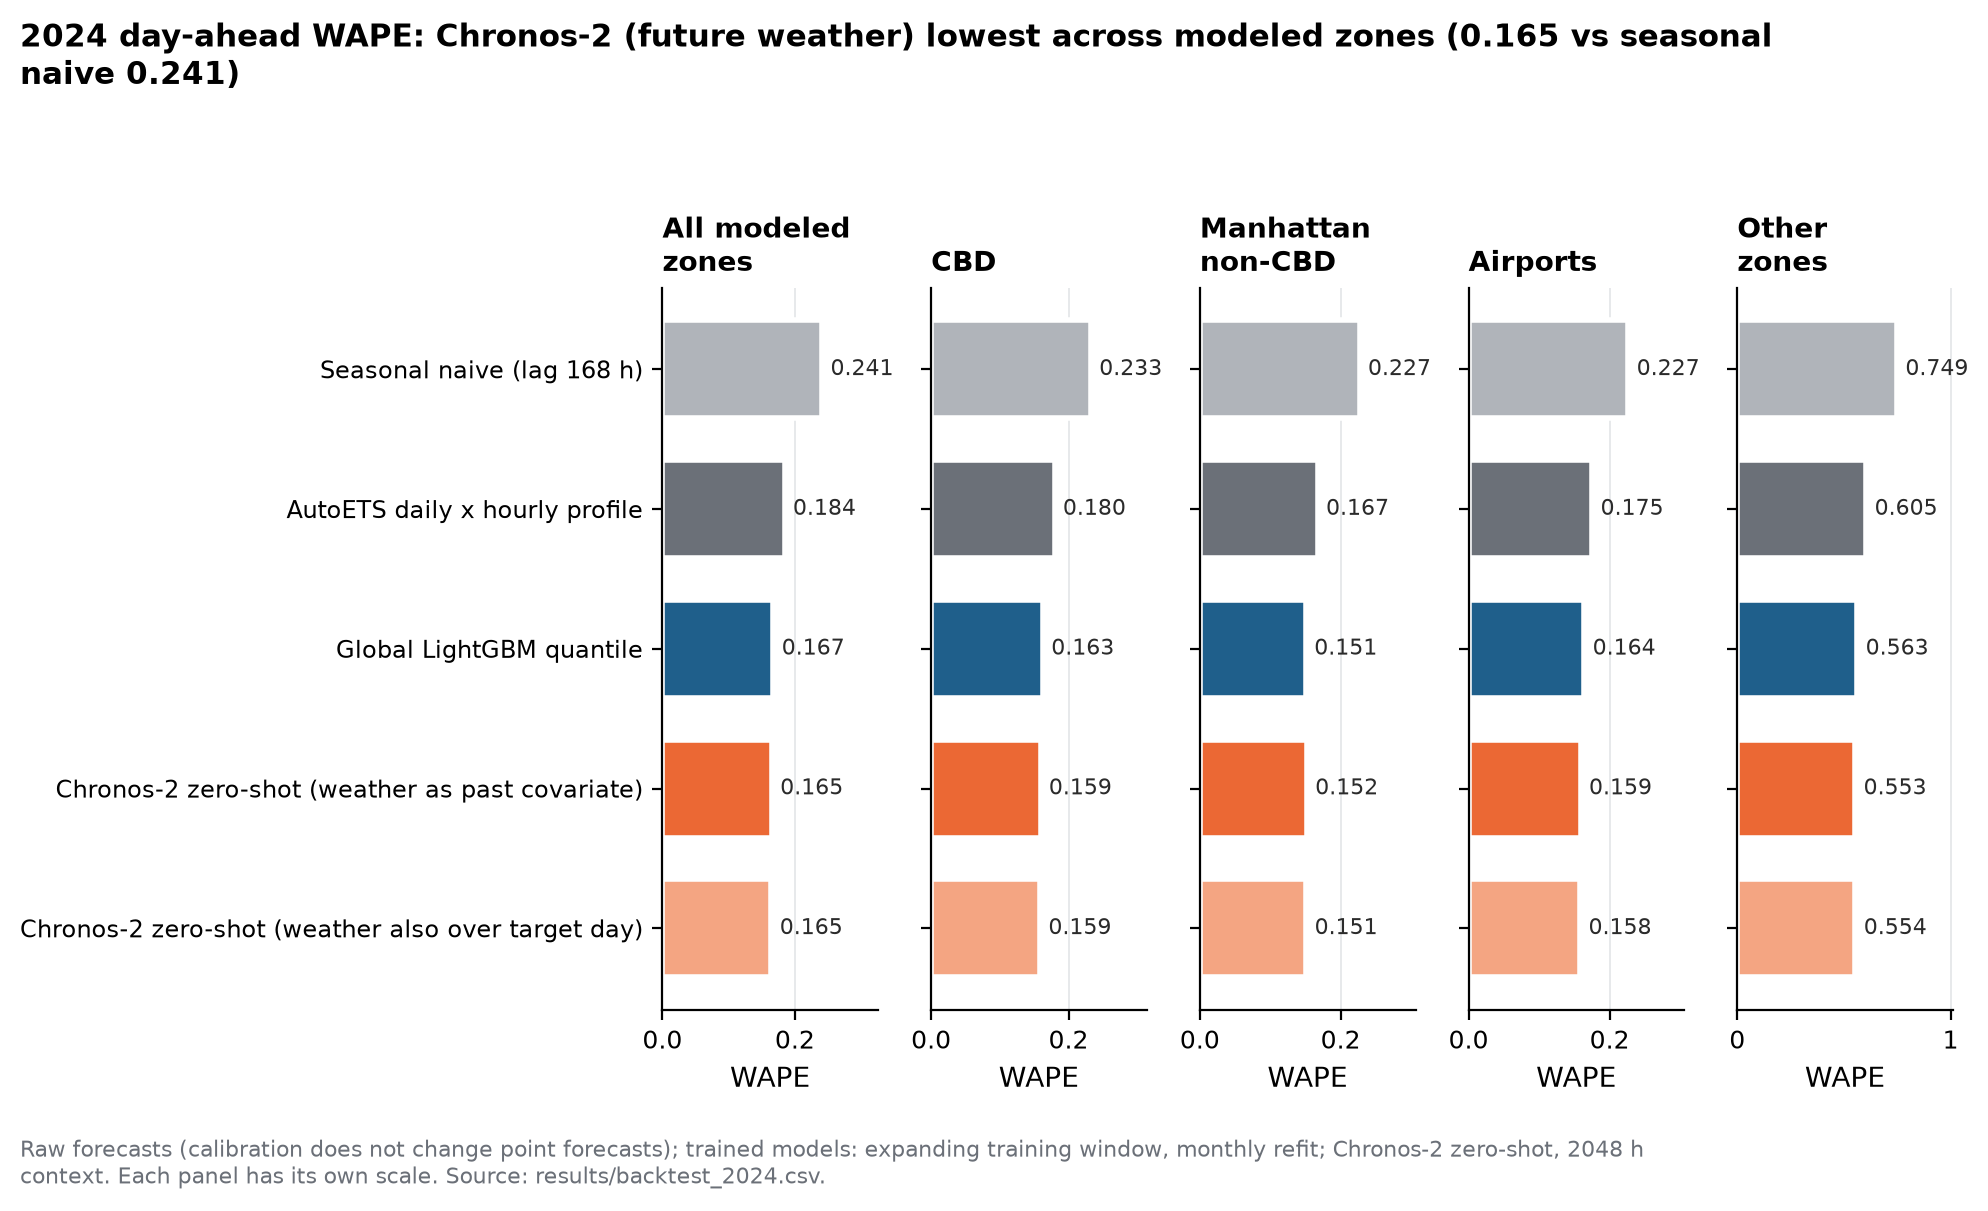 2024 day-ahead WAPE: Chronos-2 (future weather) lowest across modeled zones (0.165 vs seasonal
naive 0.241)
All modeled
zones
CBD
Manhattan
non-CBD
Airports
Other
zones
Seasonal naive (lag 168 h)
0.241
0.233
0.227
0.227
0.749
AutoETS daily x hourly profile
0.184
0.180
0.167
0.175
0.605
Global LightGBM quantile
0.167
0.163
0.151
0.164
0.563
Chronos-2 zero-shot (weather as past covariate)
0.165
0.159
0.152
0.159
0.553
Chronos-2 zero-shot (weather also over target day)
0.165
0.159
0.151
0.158
0.554
0.0 0.2
0.0 0.2
0.0 0.2
0.0 0.2
0 1
WAPE
WAPE
WAPE
WAPE
WAPE
Raw forecasts (calibration does not change point forecasts); trained models: expanding training window, monthly refit; Chronos-2 zero-shot, 2048 h
context. Each panel has its own scale. Source: results/backtest_2024.csv.